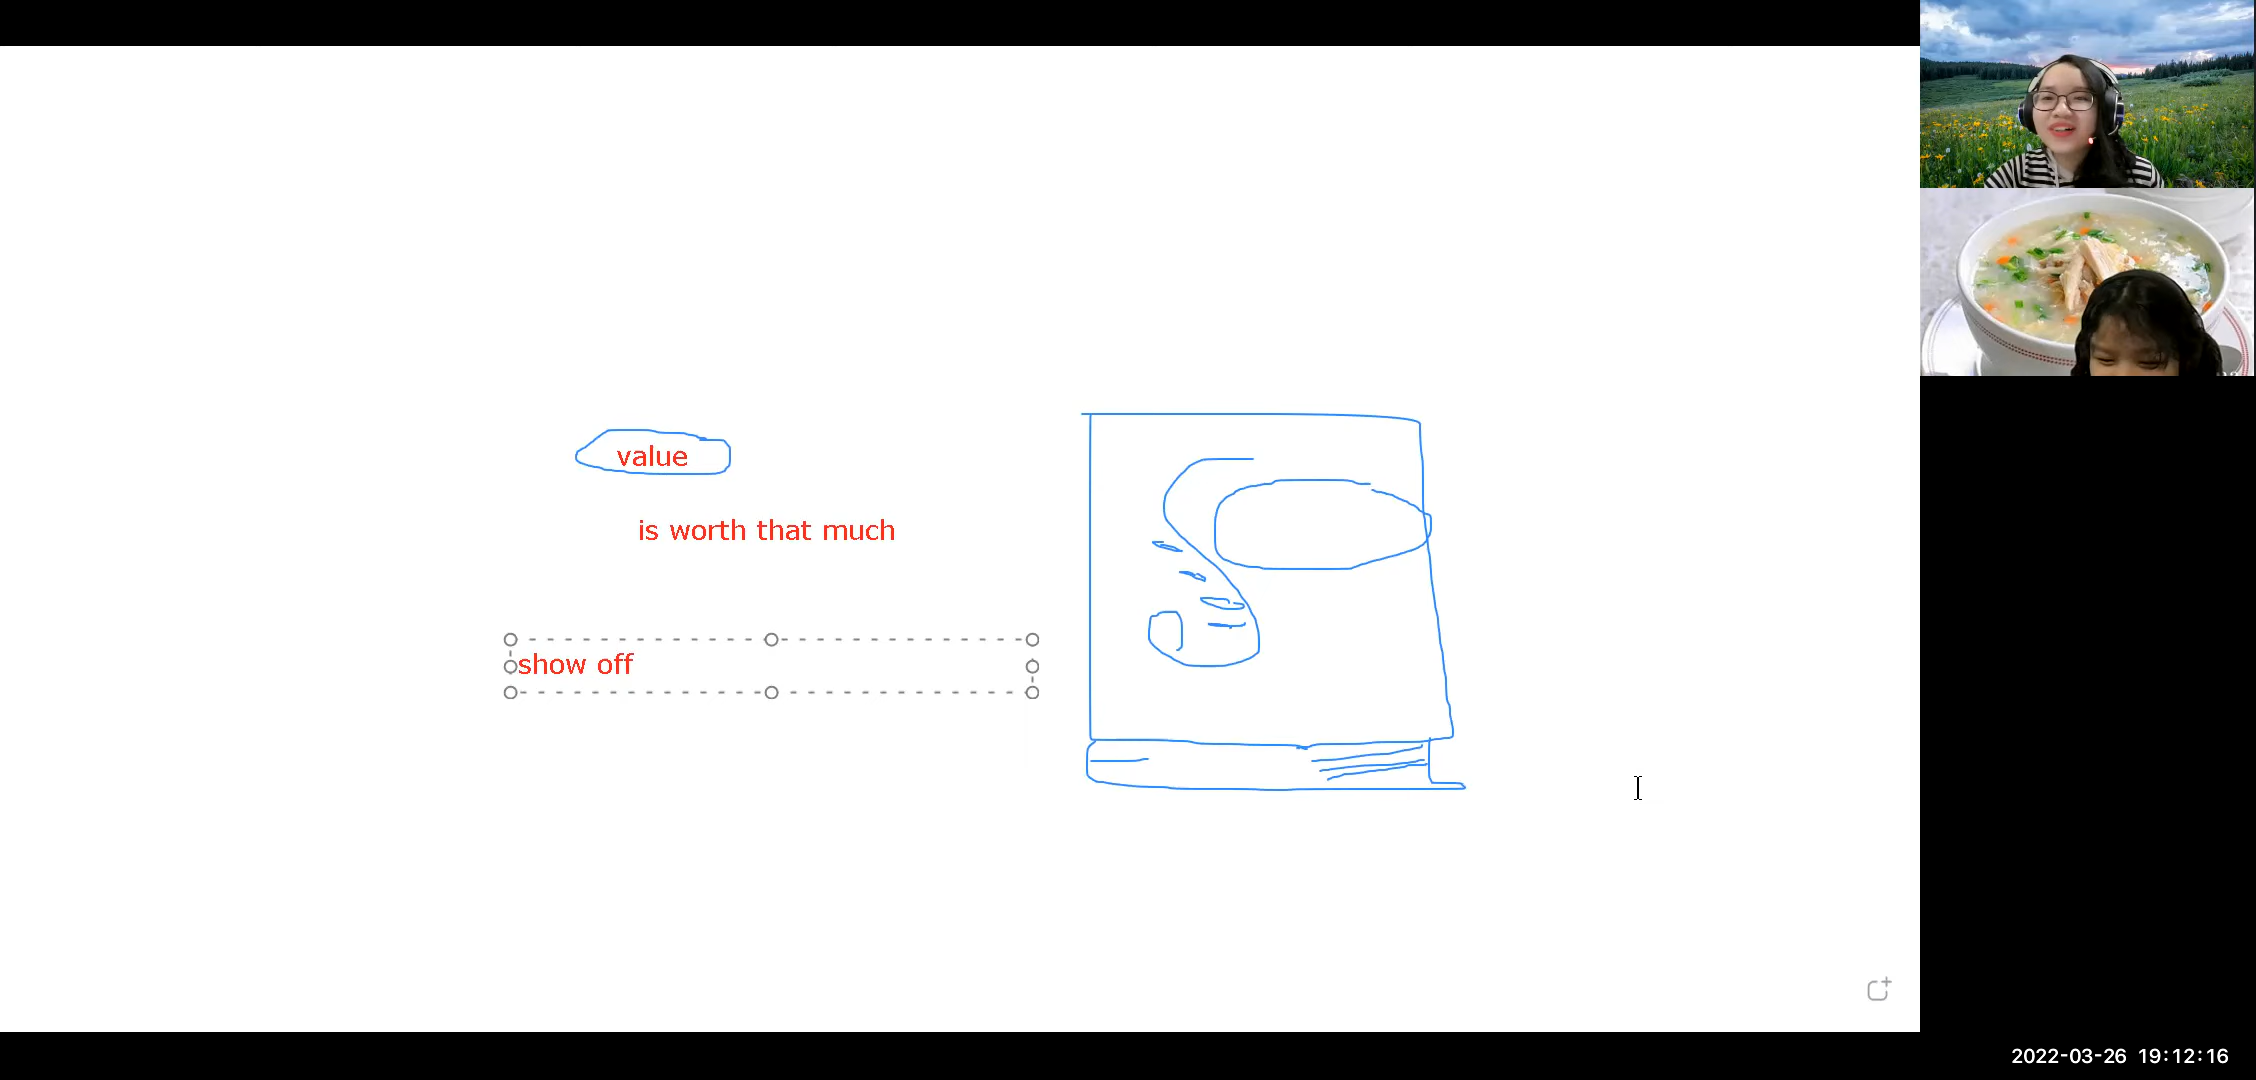 value
is worth that much
show off
2022-03-26 19:12:16